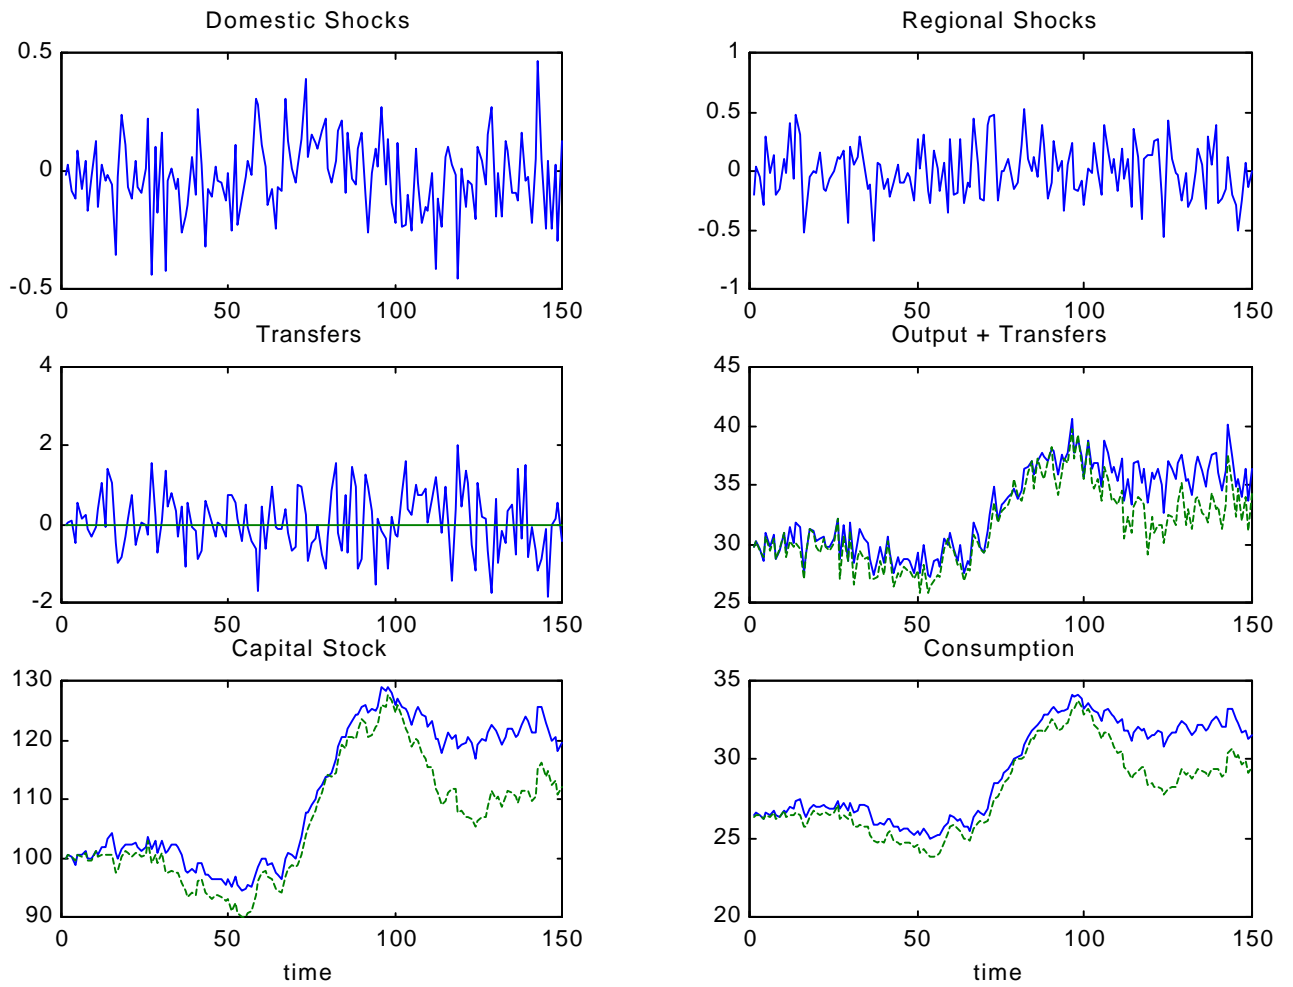 Domestic Shocks
0.5
0
-0.5
0 50 100 150
Regional Shocks
1
0.5
0
-0.5
-1
0 50 100 150
Transfers
4
2
0
-2
0 50 100 150
Output + Transfers
45
40
35
30
25
0 50 100 150
Capital Stock
130
120
110
100
90
0 50 100 150
time
Consumption
35
30
25
20
0 50 100 150
time